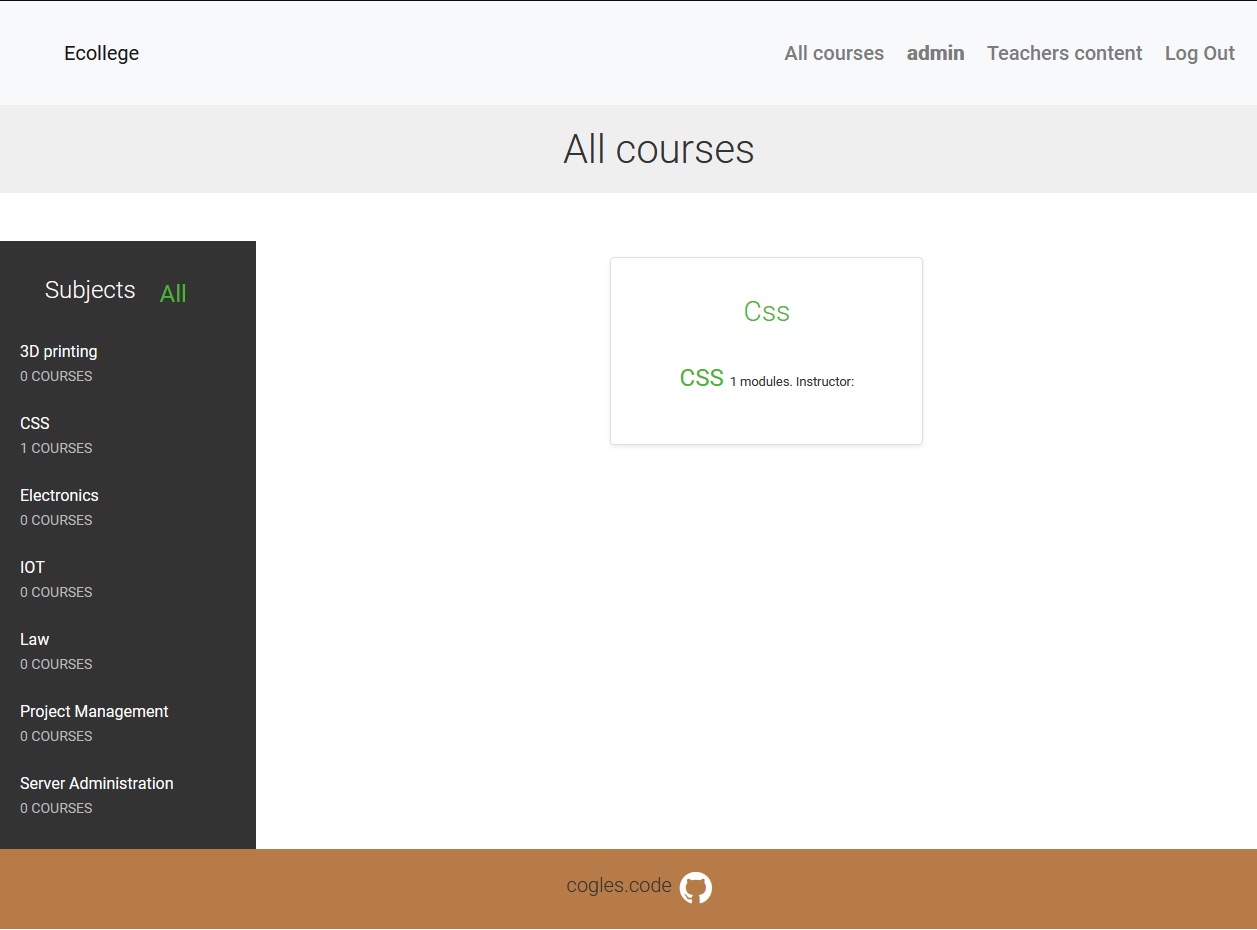 Ecollege
All courses admin Teachers content Log Out
All courses
Subjects All
3D printing
0 COURSES
CSS
1 COURSES
Electronics
0 COURSES
IOT
0 COURSES
Law
0 COURSES
Project Management
0 COURSES
Server Administration
0 COURSES
Css
CSS 1 modules. Instructor:
cogles.code